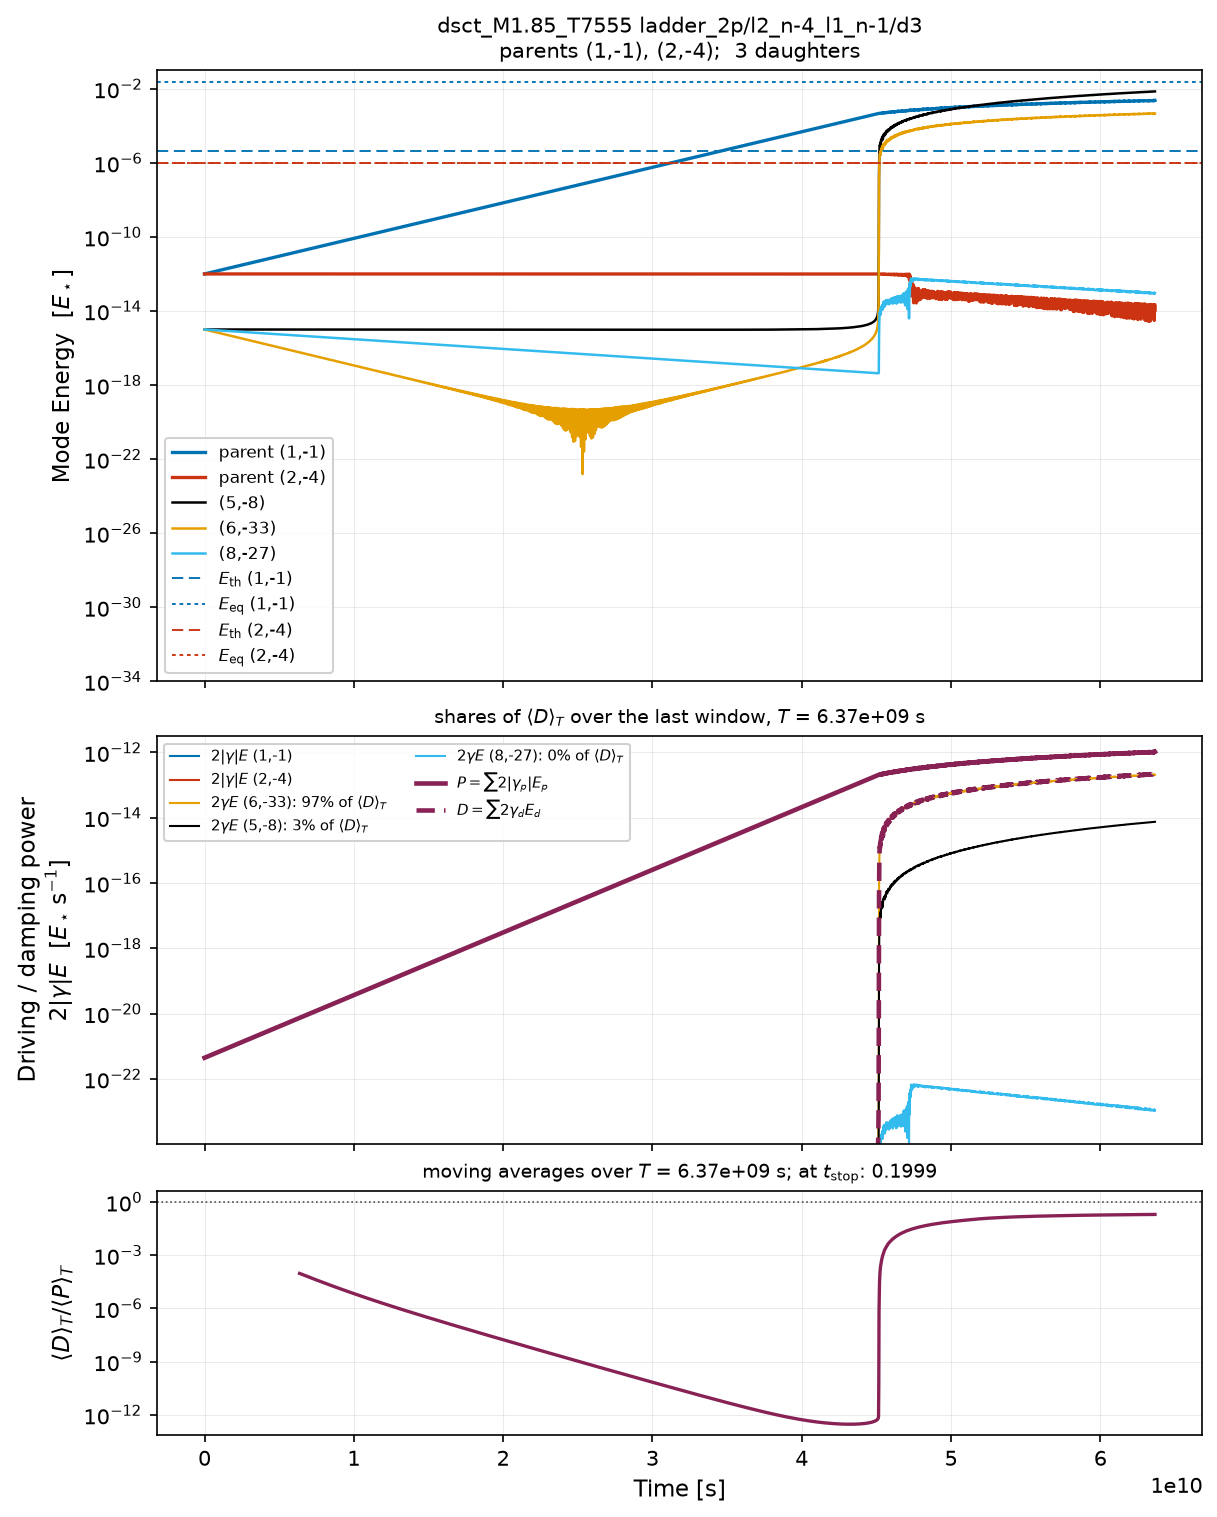 dsct_M1.85_T7555 ladder_2p/l2_n-4_l1_n-1/d3
parents (1,-1), (2,-4);  3 daughters
10⁻²
10⁻⁶
10⁻¹⁰
10⁻¹⁴
10⁻¹⁸
10⁻²²
10⁻²⁶
10⁻³⁰
10⁻³⁴
Mode Energy [E⋆]
parent (1,-1)
parent (2,-4)
(5,-8)
(6,-33)
(8,-27)
E_th (1,-1)
E_eq (1,-1)
E_th (2,-4)
E_eq (2,-4)
shares of ⟨D⟩_T over the last window, T = 6.37e+09 s
10⁻¹²
10⁻¹⁴
10⁻¹⁶
10⁻¹⁸
10⁻²⁰
10⁻²²
Driving / damping power
2|γ|E [E⋆ s⁻¹]
2|γ|E (1,-1)
2|γ|E (2,-4)
2γE (6,-33): 97% of ⟨D⟩_T
2γE (5,-8): 3% of ⟨D⟩_T
2γE (8,-27): 0% of ⟨D⟩_T
P = ∑2|γ_p|E_p
D = ∑2γ_d E_d
moving averages over T = 6.37e+09 s; at t_stop: 0.1999
10⁰
10⁻³
10⁻⁶
10⁻⁹
10⁻¹²
⟨D⟩_T/⟨P⟩_T
0 1 2 3 4 5 6
1e10
Time [s]